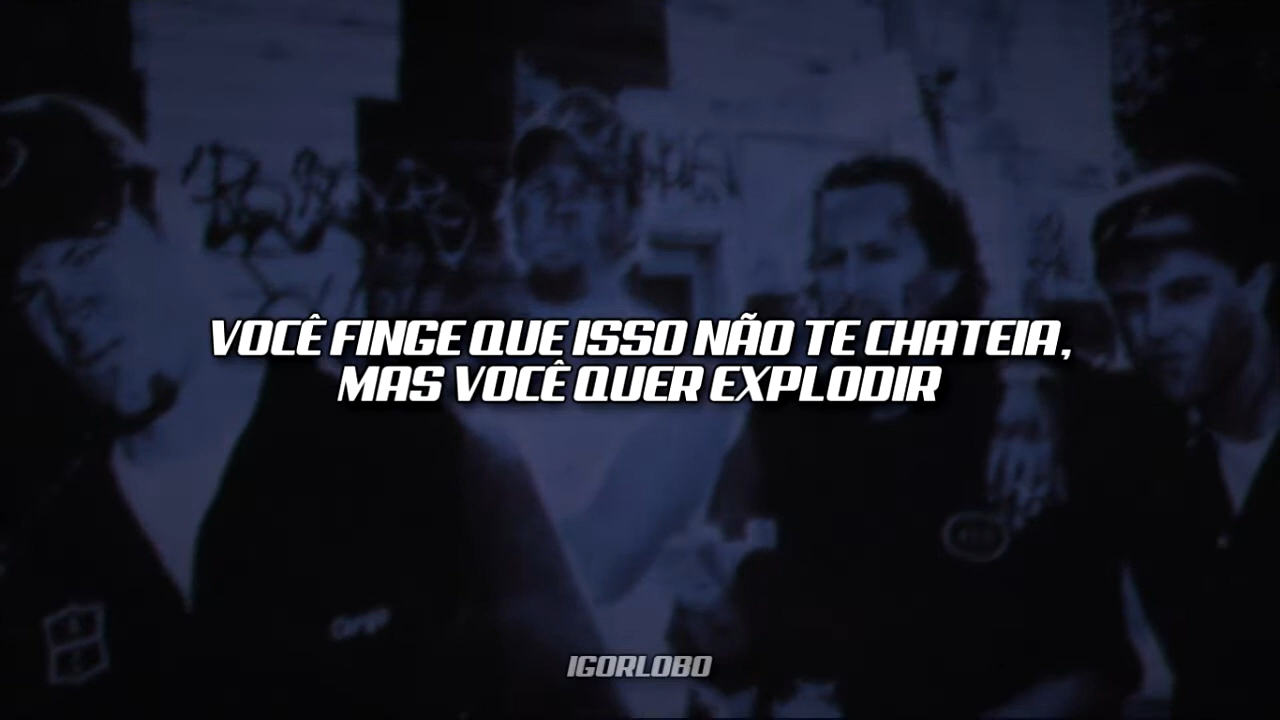 VOCÊ FINGE QUE ISSO NÃO TE CHATEIA,
MAS VOCÊ QUER EXPLODIR
IGORLOBO